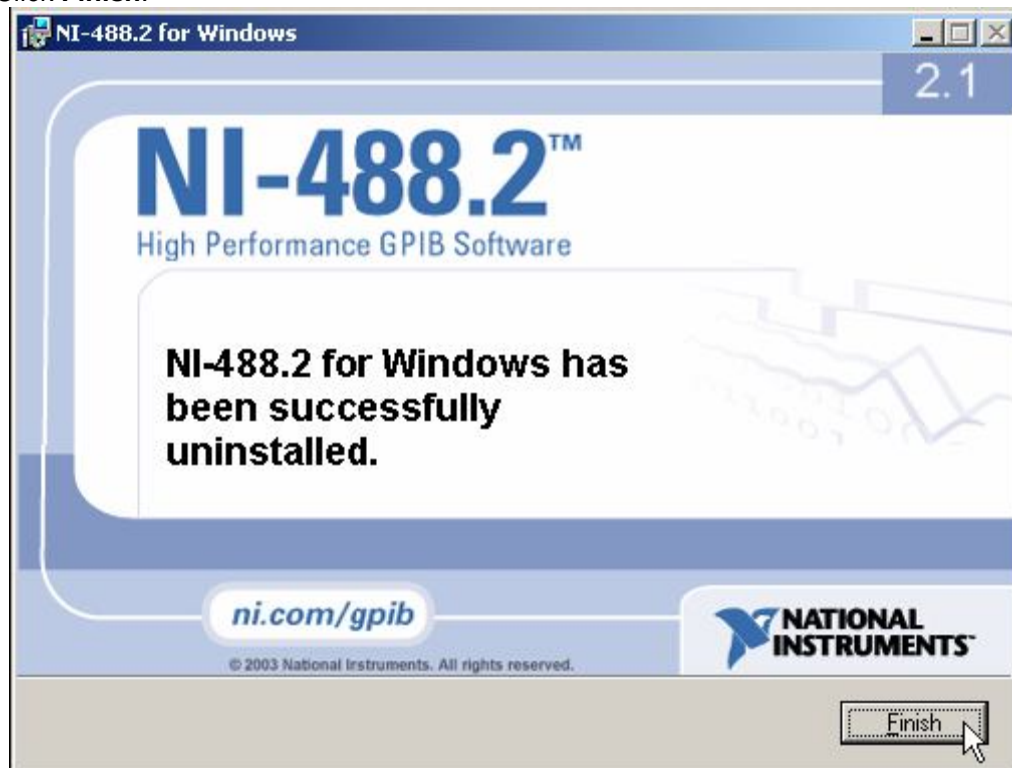 NI-488.2 for Windows
2.1
NI-488.2™
High Performance GPIB Software
NI-488.2 for Windows has
been successfully
uninstalled.
ni.com/gpib
NATIONAL
INSTRUMENTS™
© 2003 National Instruments. All rights reserved.
Finish